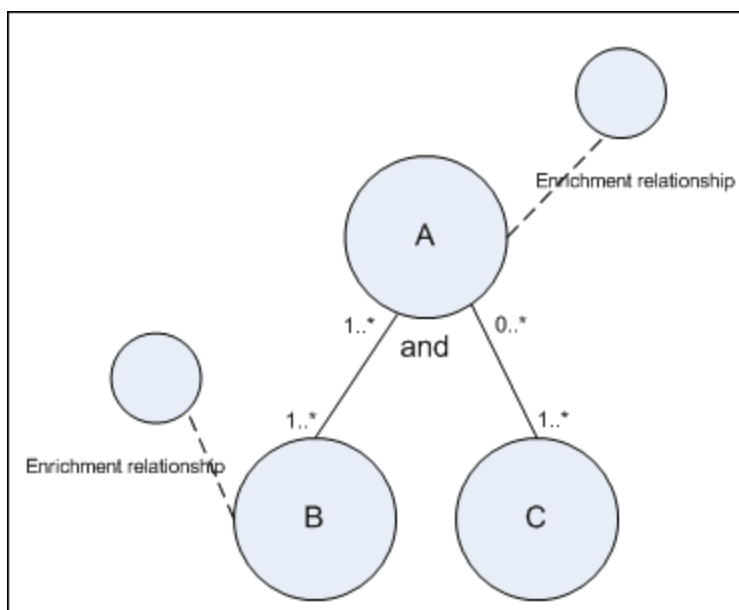 Enrichment relationship
A
1..*
0..*
and
1..*
1..*
Enrichment relationship
B
C